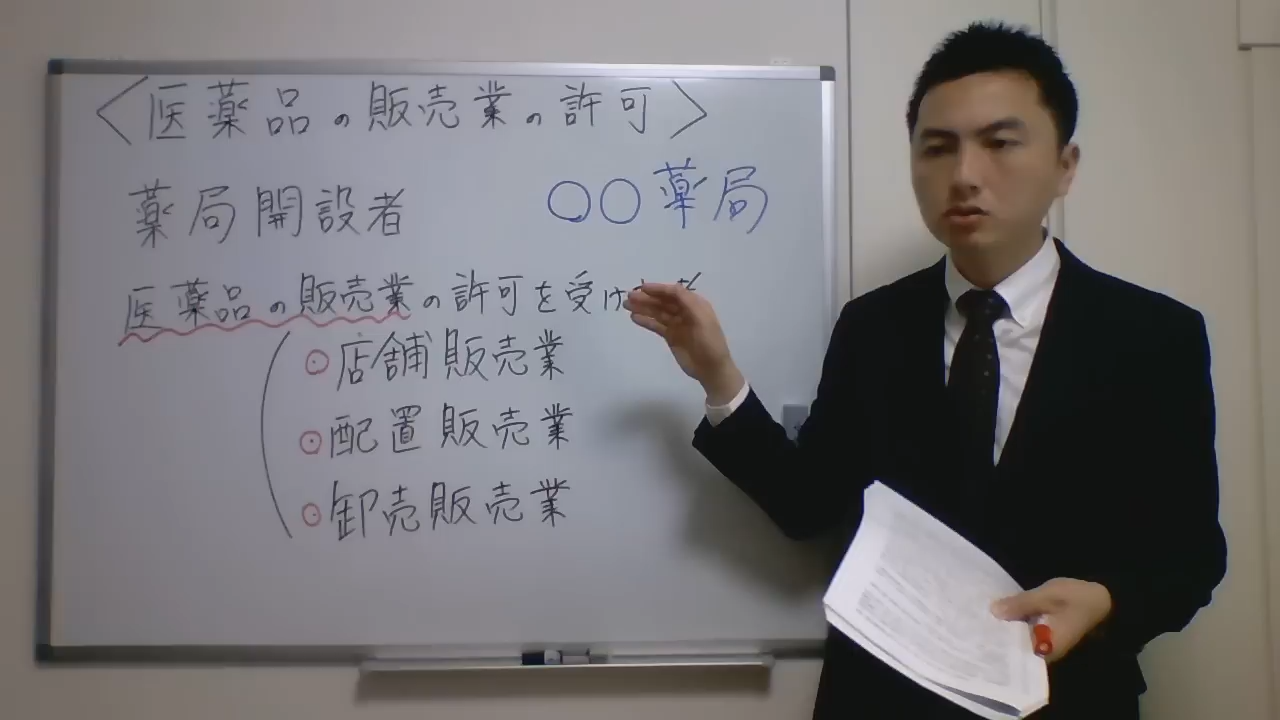 〈医薬品の販売業の許可〉
薬局開設者 ○○薬局
医薬品の販売業の許可を受け
店舗販売業
配置販売業
卸売販売業